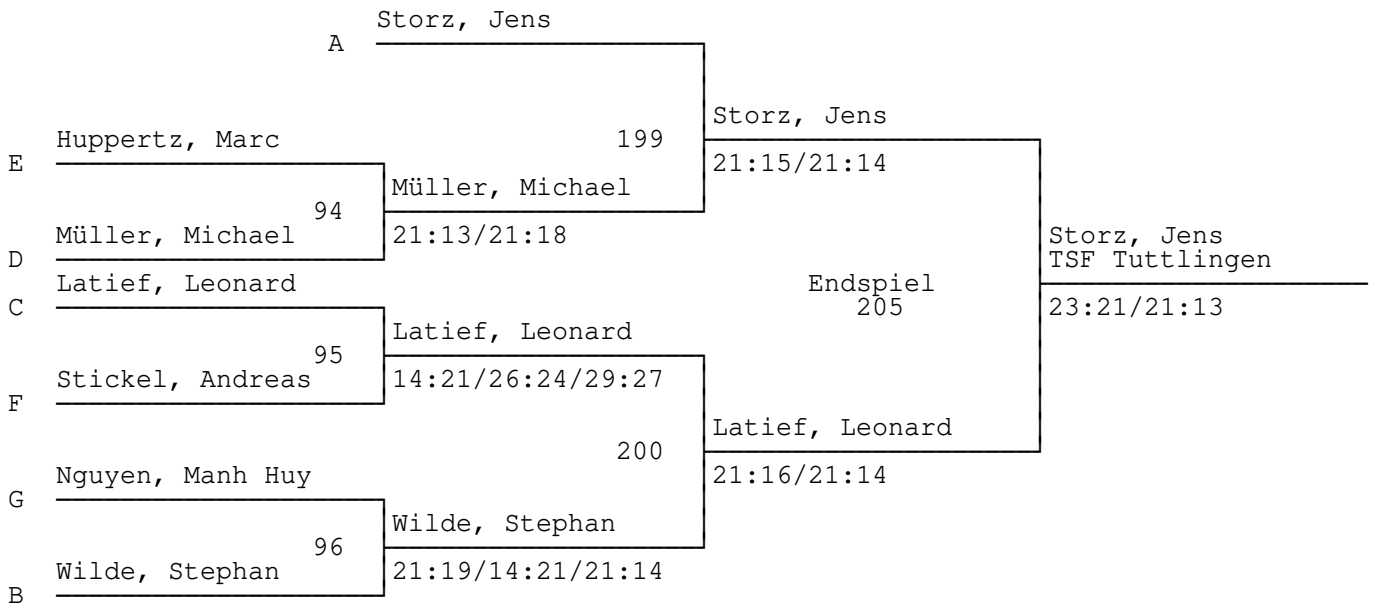 Storz, Jens
A
Storz, Jens
Huppertz, Marc
199
E
21:15/21:14
Müller, Michael
94
Müller, Michael
21:13/21:18
Storz, Jens
D
TSF Tuttlingen
Latief, Leonard
Endspiel
C
205
23:21/21:13
Latief, Leonard
95
Stickel, Andreas
14:21/26:24/29:27
F
Latief, Leonard
200
Nguyen, Manh Huy
21:16/21:14
G
Wilde, Stephan
96
Wilde, Stephan
21:19/14:21/21:14
B